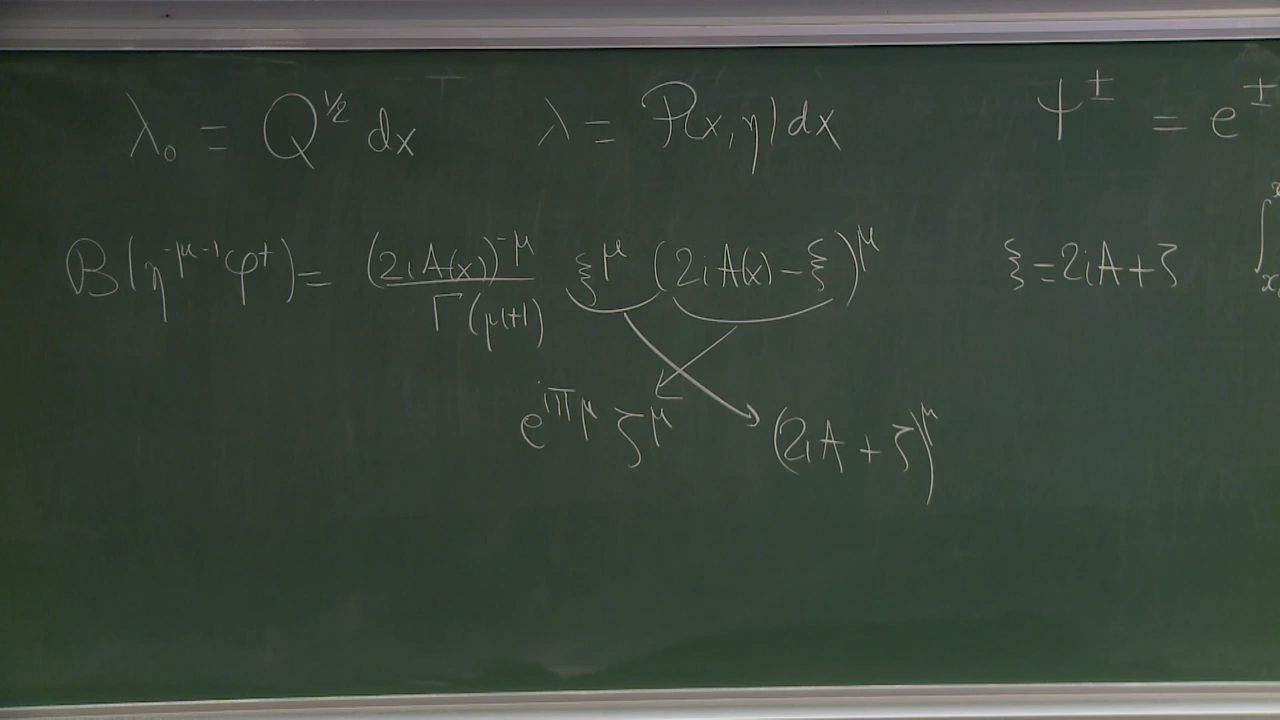 λ₀ = Q^{1/2} dx λ = P(x, η) dx ψ^± = e^±
B(η^{-μ-1} φ^+) = (2iA(x))^{-μ} / Γ(μ+1) ξ^μ (2iA(x) - ξ)^μ ξ = 2iA + ζ ∫
e^{iπμ} ζ^μ (2iA + ζ)^μ